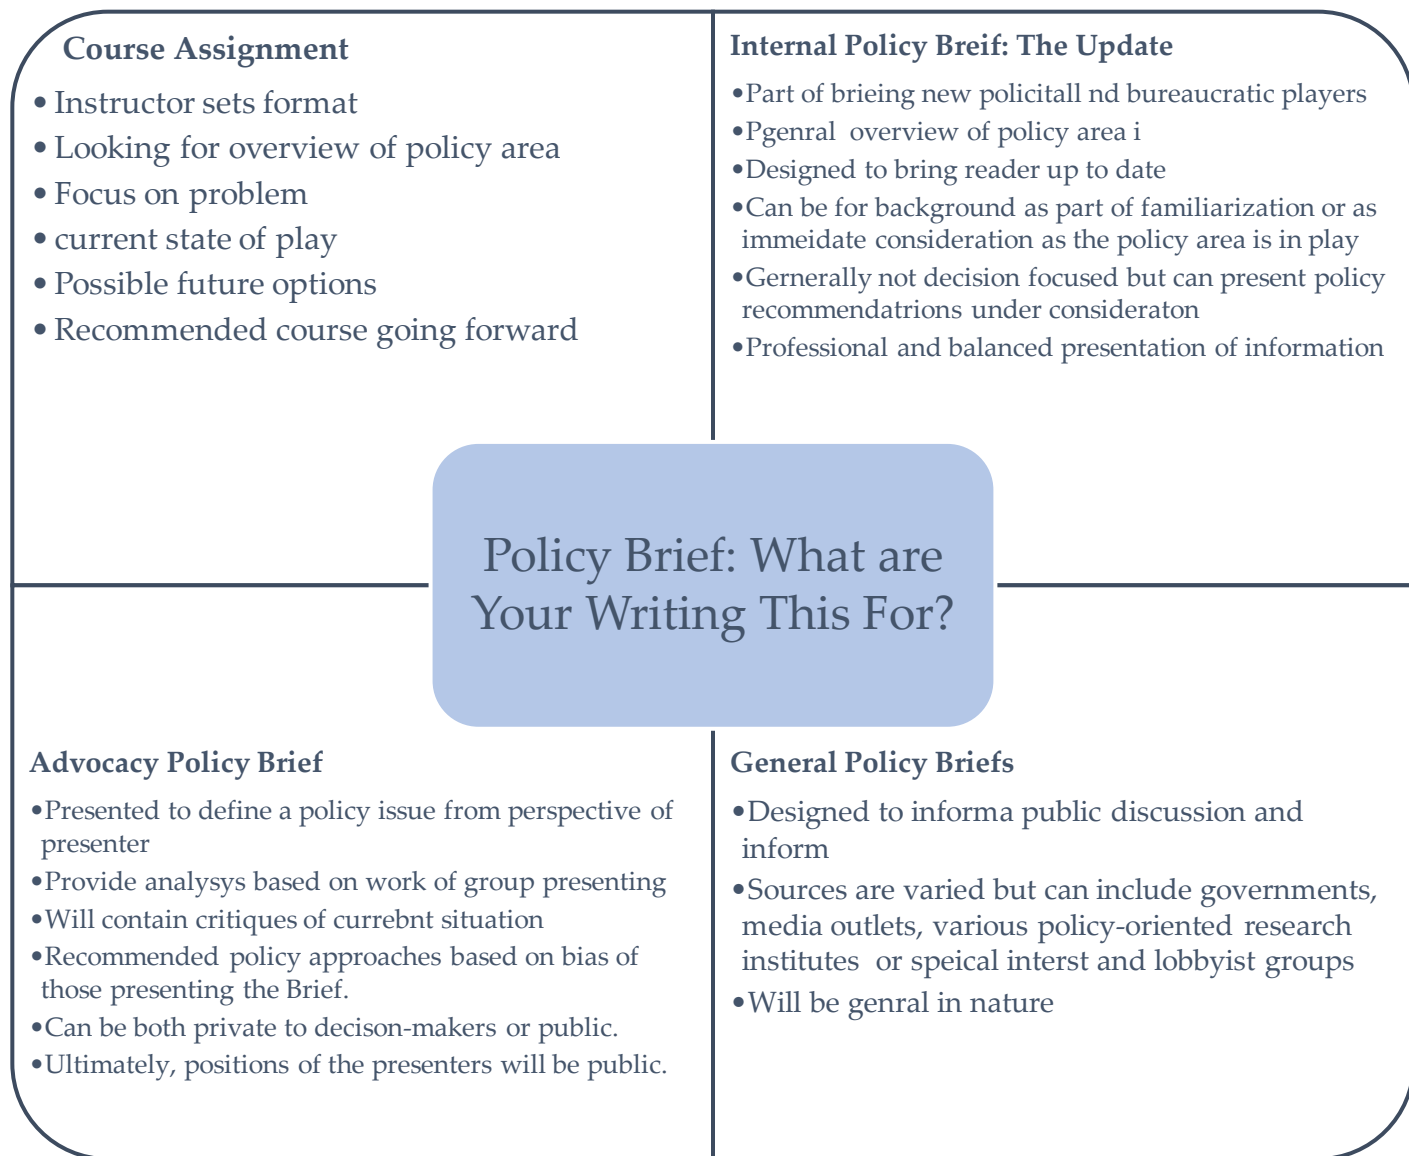 Course Assignment
• Instructor sets format
• Looking for overview of policy area
• Focus on problem
• current state of play
• Possible future options
• Recommended course going forward
Internal Policy Breif: The Update
•Part of brieing new policitall nd bureaucratic players
•Pgenral overview of policy area i
•Designed to bring reader up to date
•Can be for background as part of familiarization or as
immeidate consideration as the policy area is in play
•Gernerally not decision focused but can present policy
recommendatrions under consideraton
•Professional and balanced presentation of information
Policy Brief: What are
Your Writing This For?
Advocacy Policy Brief
•Presented to define a policy issue from perspective of
presenter
•Provide analysys based on work of group presenting
•Will contain critiques of currebnt situation
•Recommended policy approaches based on bias of
those presenting the Brief.
•Can be both private to decison-makers or public.
•Ultimately, positions of the presenters will be public.
General Policy Briefs
•Designed to informa public discussion and
inform
•Sources are varied but can include governments,
media outlets, various policy-oriented research
institutes or speical interst and lobbyist groups
•Will be genral in nature